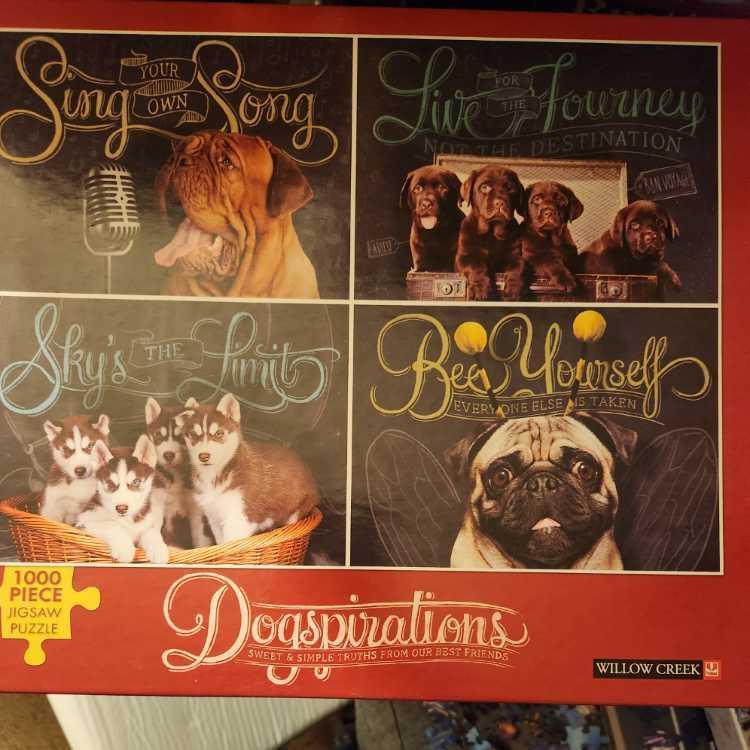 Sing YOUR OWN Song
Live FOR THE Journey
NOT THE DESTINATION
ADIEU
BON VOYAGE
Sky's THE Limit
Bee Yourself
EVERYONE ELSE IS TAKEN
1000
PIECE
JIGSAW
PUZZLE
Dogspirations
SWEET & SIMPLE TRUTHS FROM OUR BEST FRIENDS
WILLOW CREEK